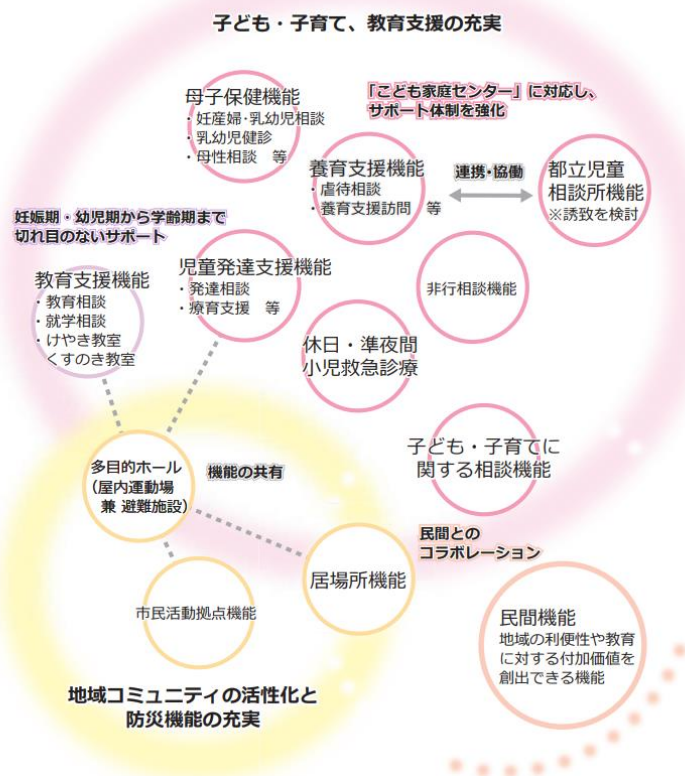 子ども・子育て、教育支援の充実
母子保健機能
・妊産婦・乳幼児相談
・乳幼児健診
・母性相談　等
「こども家庭センター」に対応し、
サポート体制を強化
養育支援機能
・虐待相談
・養育支援訪問　等
連携・協働
都立児童
相談所機能
※誘致を検討
妊娠期・幼児期から学齢期まで
切れ目のないサポート
教育支援機能
・教育相談
・就学相談
・けやき教室
くすのき教室
児童発達支援機能
・発達相談
・療育支援　等
非行相談機能
休日・準夜間
小児救急診療
子ども・子育てに
関する相談機能
多目的ホール
（屋内運動場
兼 避難施設）
機能の共有
民間との
コラボレーション
居場所機能
市民活動拠点機能
民間機能
地域の利便性や教育
に対する付加価値を
創出できる機能
地域コミュニティの活性化と
防災機能の充実